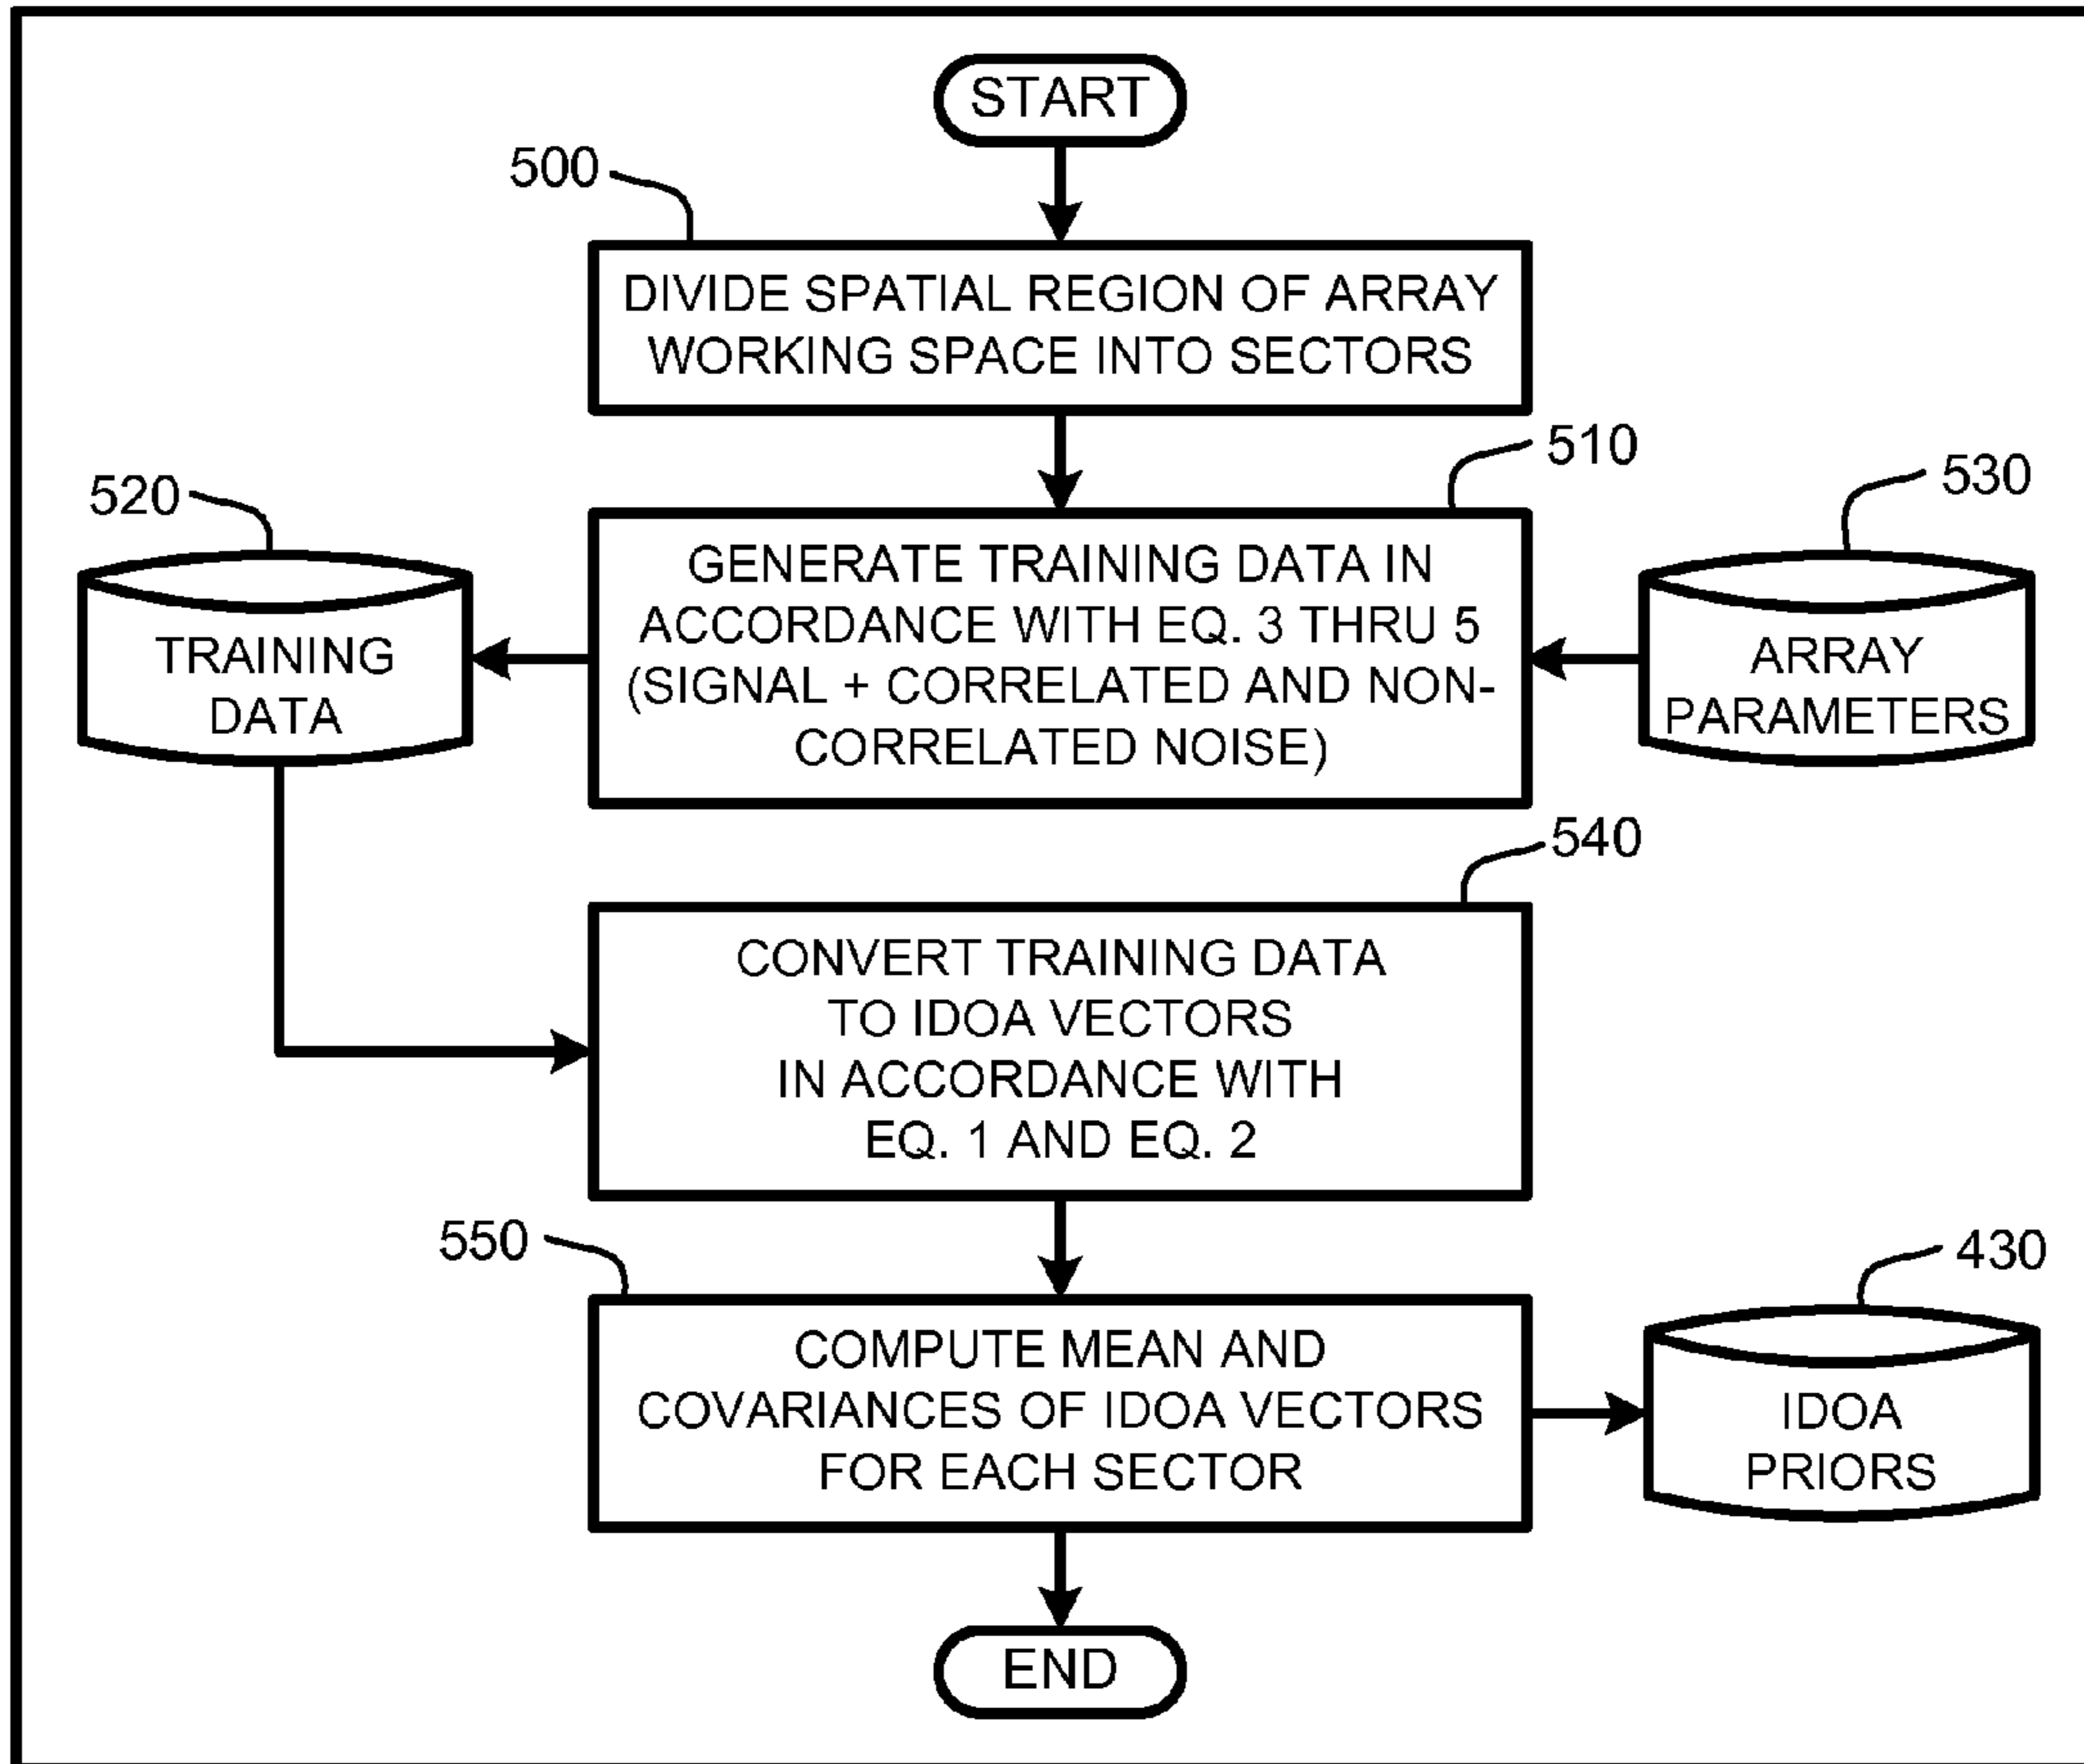 START
500
DIVIDE SPATIAL REGION OF ARRAY
WORKING SPACE INTO SECTORS
510
530
520
GENERATE TRAINING DATA IN
ACCORDANCE WITH EQ. 3 THRU 5
(SIGNAL + CORRELATED AND NON-
CORRELATED NOISE)
TRAINING
DATA
ARRAY
PARAMETERS
540
CONVERT TRAINING DATA
TO IDOA VECTORS
IN ACCORDANCE WITH
EQ. 1 AND EQ. 2
550
430
COMPUTE MEAN AND
COVARIANCES OF IDOA VECTORS
FOR EACH SECTOR
IDOA
PRIORS
END